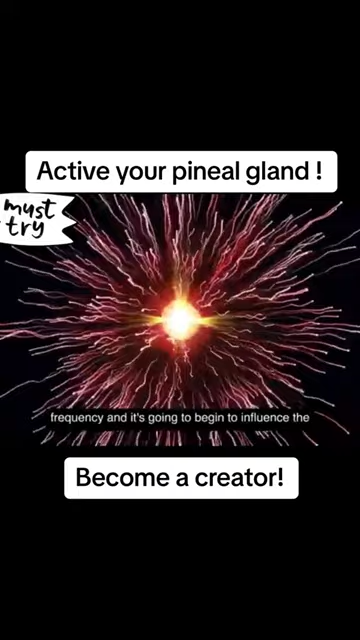 Active your pineal gland !
must
try
frequency and it's going to begin to influence the
Become a creator!